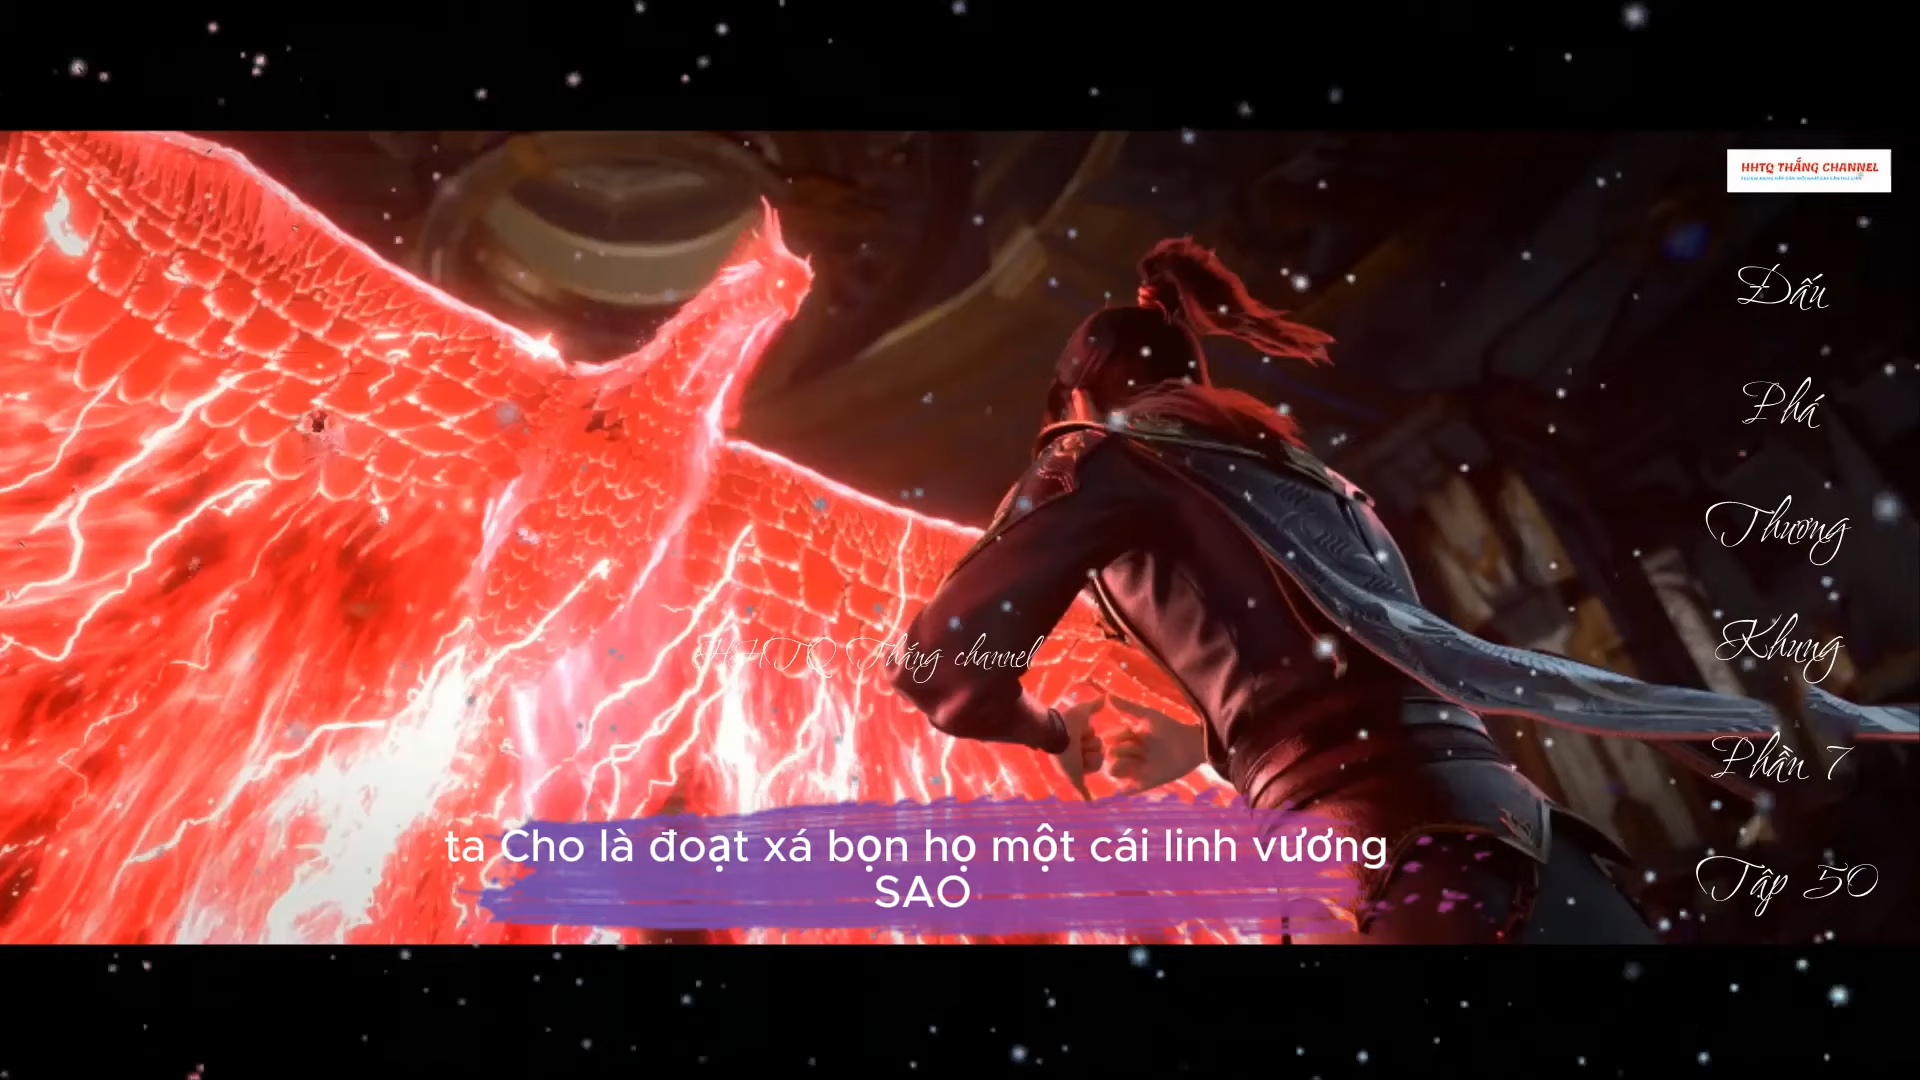 HHTQ THẮNG CHANNEL
Đấu
Phá
Thương
Khung
Phần 7
Tập 50
HHTQ Thắng channel
ta Cho là đoạt xá bọn họ một cái linh vương
SAO